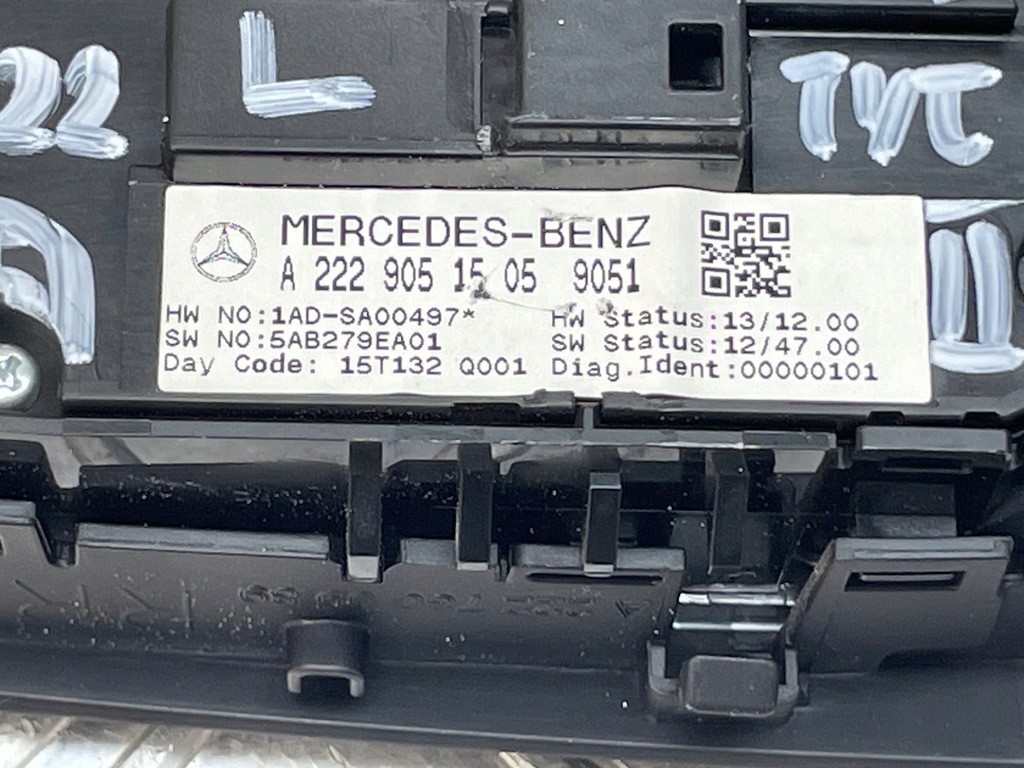 22 L TYŁ
MERCEDES-BENZ
A 222 905 15 05 9051
HW NO:1AD-SA00497* HW Status:13/12.00
SW NO:5AB279EA01 SW Status:12/47.00
Day Code: 15T132 Q001 Diag.Ident:00000101